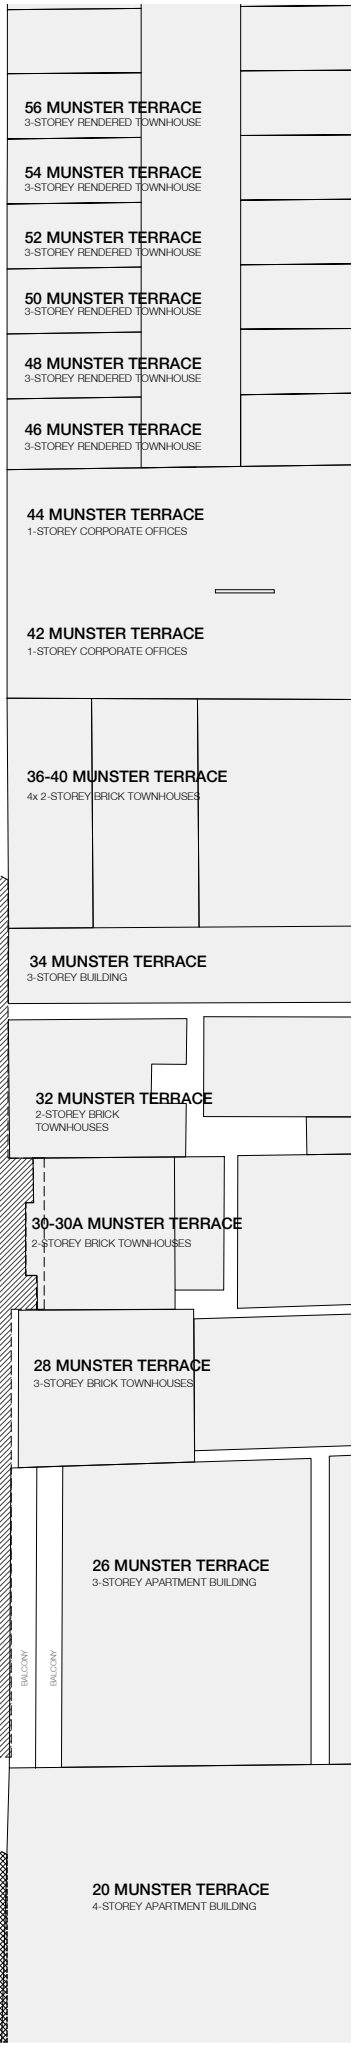 56 MUNSTER TERRACE
3-STOREY RENDERED TOWNHOUSE
54 MUNSTER TERRACE
3-STOREY RENDERED TOWNHOUSE
52 MUNSTER TERRACE
3-STOREY RENDERED TOWNHOUSE
50 MUNSTER TERRACE
3-STOREY RENDERED TOWNHOUSE
48 MUNSTER TERRACE
3-STOREY RENDERED TOWNHOUSE
46 MUNSTER TERRACE
3-STOREY RENDERED TOWNHOUSE
44 MUNSTER TERRACE
1-STOREY CORPORATE OFFICES
42 MUNSTER TERRACE
1-STOREY CORPORATE OFFICES
36-40 MUNSTER TERRACE
4x 2-STOREY BRICK TOWNHOUSES
34 MUNSTER TERRACE
3-STOREY BUILDING
32 MUNSTER TERRACE
2-STOREY BRICK
TOWNHOUSES
30-30A MUNSTER TERRACE
2-STOREY BRICK TOWNHOUSES
28 MUNSTER TERRACE
3-STOREY BRICK TOWNHOUSES
26 MUNSTER TERRACE
3-STOREY APARTMENT BUILDING
BALCONY
BALCONY
20 MUNSTER TERRACE
4-STOREY APARTMENT BUILDING